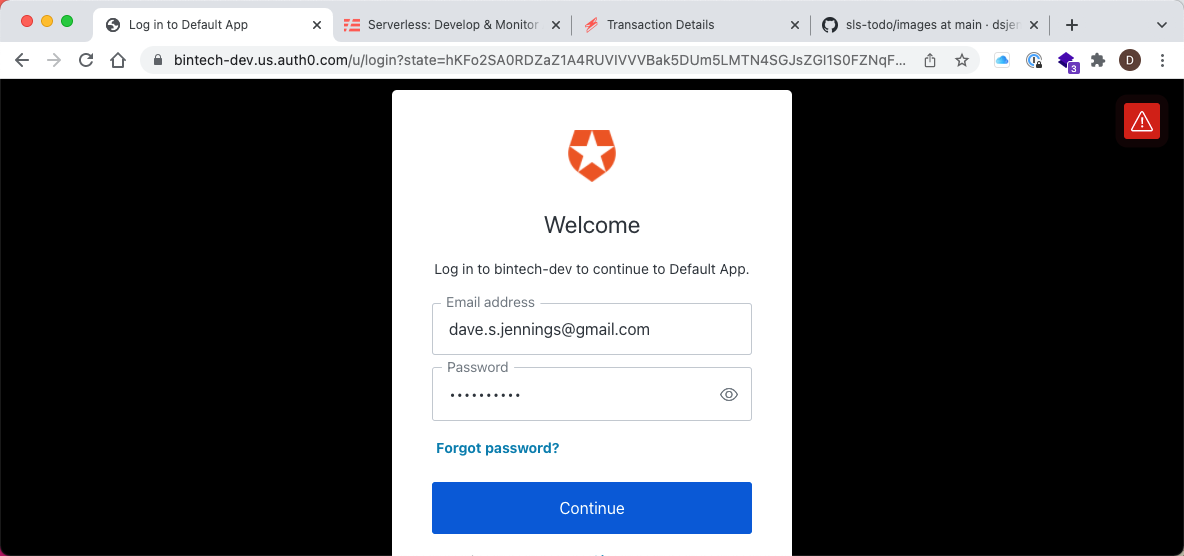 Log in to Default App
Serverless: Develop & Monitor
Transaction Details
sls-todo/images at main · dsjen
bintech-dev.us.auth0.com/u/login?state=hKFo2SA0RDZaZ1A4RUVIVVVBak5DUm5LMTN4SGJsZGI1S0FZNqF...
3
D
Welcome
Log in to bintech-dev to continue to Default App.
Email address
dave.s.jennings@gmail.com
Password
••••••••••
Forgot password?
Continue